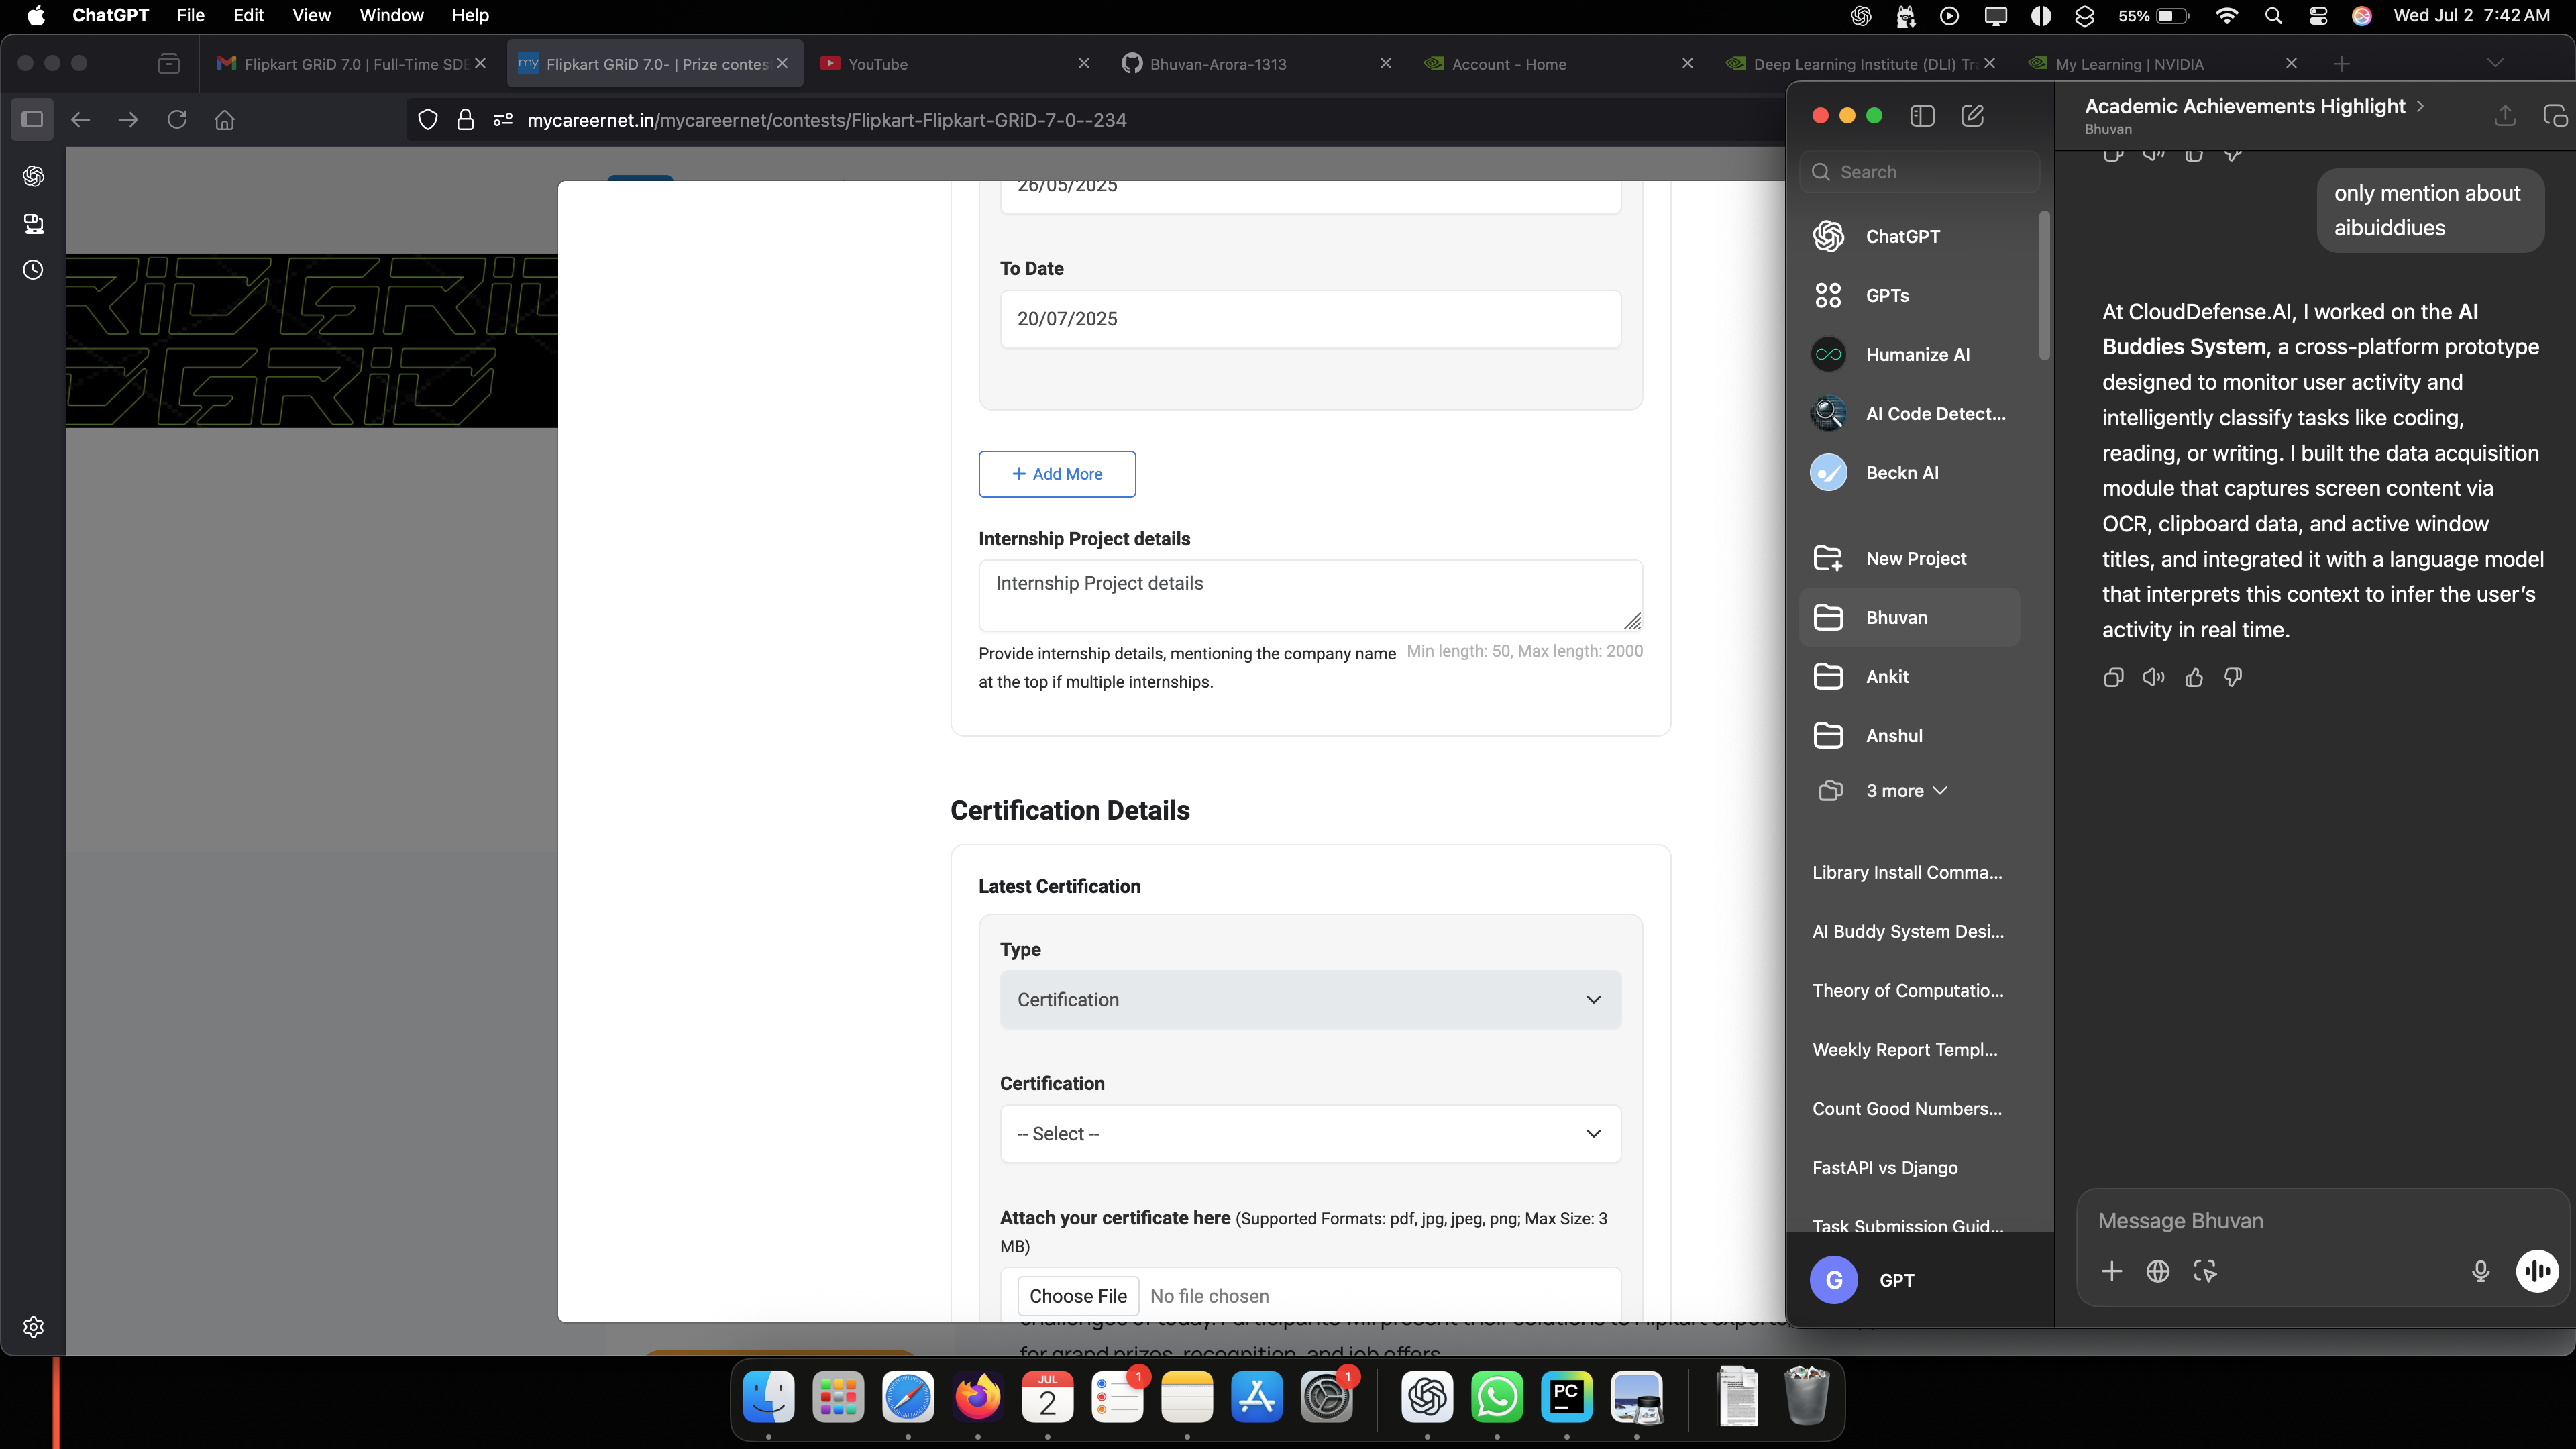 ChatGPT File Edit View Window Help
55% Wed Jul 2 7:42 AM
Flipkart GRiD 7.0 | Full-Time SDE
my Flipkart GRiD 7.0- | Prize contes
YouTube
Bhuvan-Arora-1313
Account - Home
Deep Learning Institute (DLI) Tr
My Learning | NVIDIA
mycareernet.in/mycareernet/contests/Flipkart-Flipkart-GRiD-7-0--234
GRiD
26/05/2025
To Date
20/07/2025
+ Add More
Internship Project details
Internship Project details
Provide internship details, mentioning the company name
at the top if multiple internships.
Min length: 50, Max length: 2000
Certification Details
Latest Certification
Type
Certification
Certification
-- Select --
Attach your certificate here (Supported Formats: pdf, jpg, jpeg, png; Max Size: 3
MB)
Choose File No file chosen
for grand prizes, recognition, and job offers
Search
ChatGPT
GPTs
Humanize AI
AI Code Detect...
Beckn AI
New Project
Bhuvan
Ankit
Anshul
3 more
Library Install Comma...
AI Buddy System Desi...
Theory of Computatio...
Weekly Report Templ...
Count Good Numbers...
FastAPI vs Django
Task Submission Guid...
G GPT
Academic Achievements Highlight
Bhuvan
only mention about
aibuiddiues
At CloudDefense.AI, I worked on the AI
Buddies System, a cross-platform prototype
designed to monitor user activity and
intelligently classify tasks like coding,
reading, or writing. I built the data acquisition
module that captures screen content via
OCR, clipboard data, and active window
titles, and integrated it with a language model
that interprets this context to infer the user's
activity in real time.
Message Bhuvan
JUL
2
1
1
PC